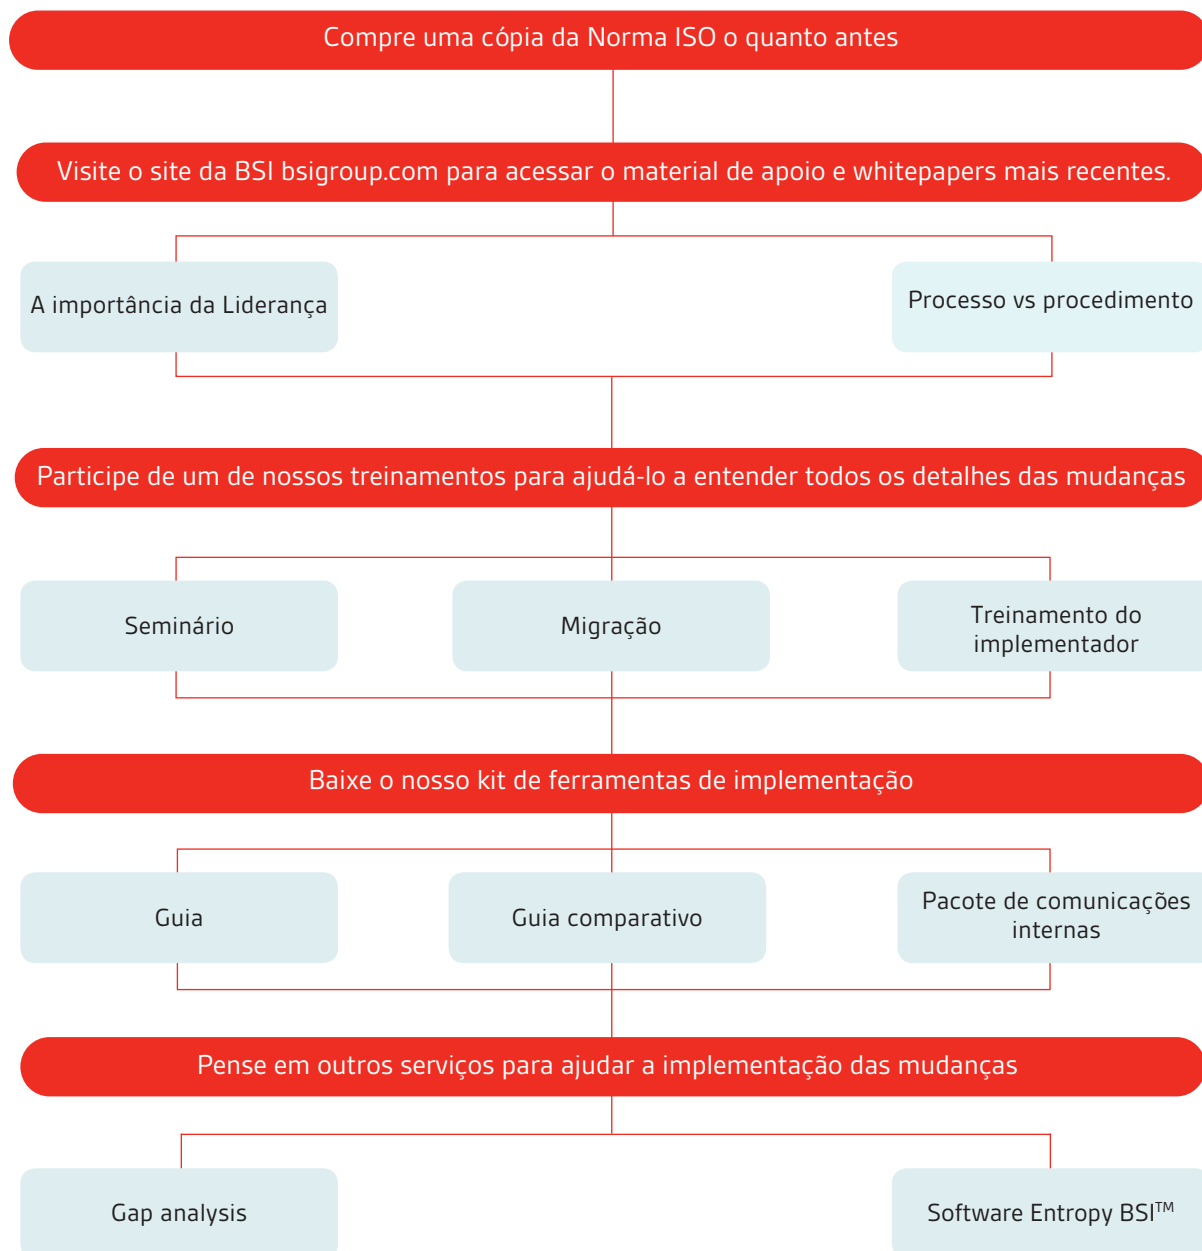 Compre uma cópia da Norma ISO o quanto antes
Visite o site da BSI bsigroup.com para acessar o material de apoio e whitepapers mais recentes.
A importância da Liderança
Processo vs procedimento
Participe de um de nossos treinamentos para ajudá-lo a entender todos os detalhes das mudanças
Seminário
Migração
Treinamento do
implementador
Baixe o nosso kit de ferramentas de implementação
Guia
Guia comparativo
Pacote de comunicações
internas
Pense em outros serviços para ajudar a implementação das mudanças
Gap analysis
Software Entropy BSI™